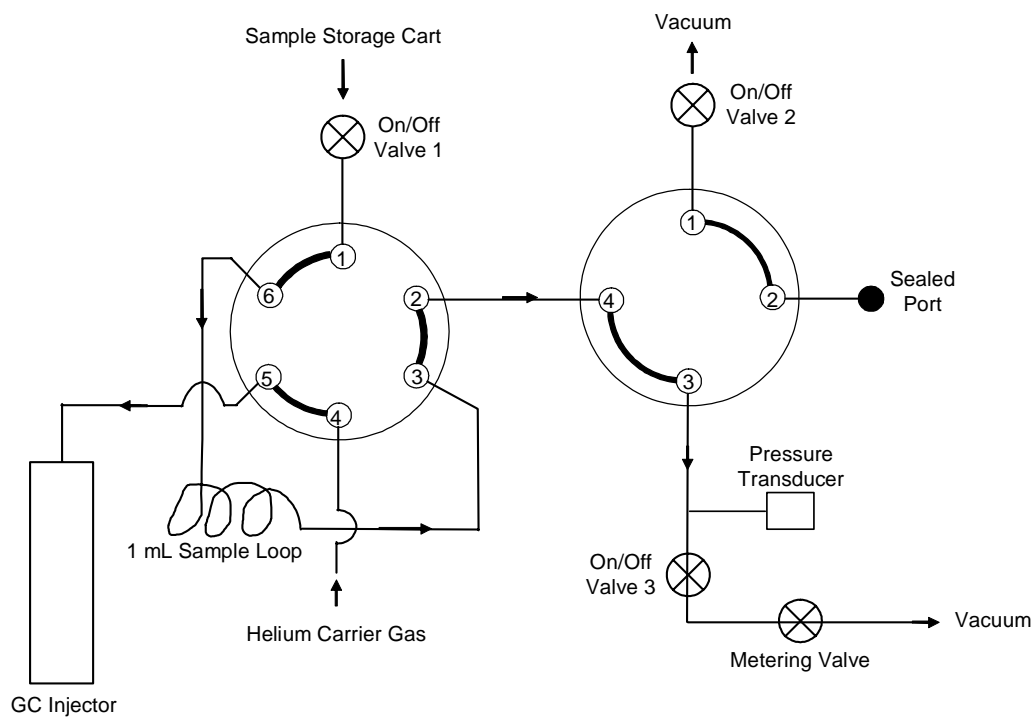 Sample Storage Cart
Vacuum
On/Off
Valve 1
On/Off
Valve 2
1
6
2
3
5
4
1
4
2
3
Sealed
Port
Pressure
Transducer
1 mL Sample Loop
On/Off
Valve 3
Helium Carrier Gas
Vacuum
Metering Valve
GC Injector